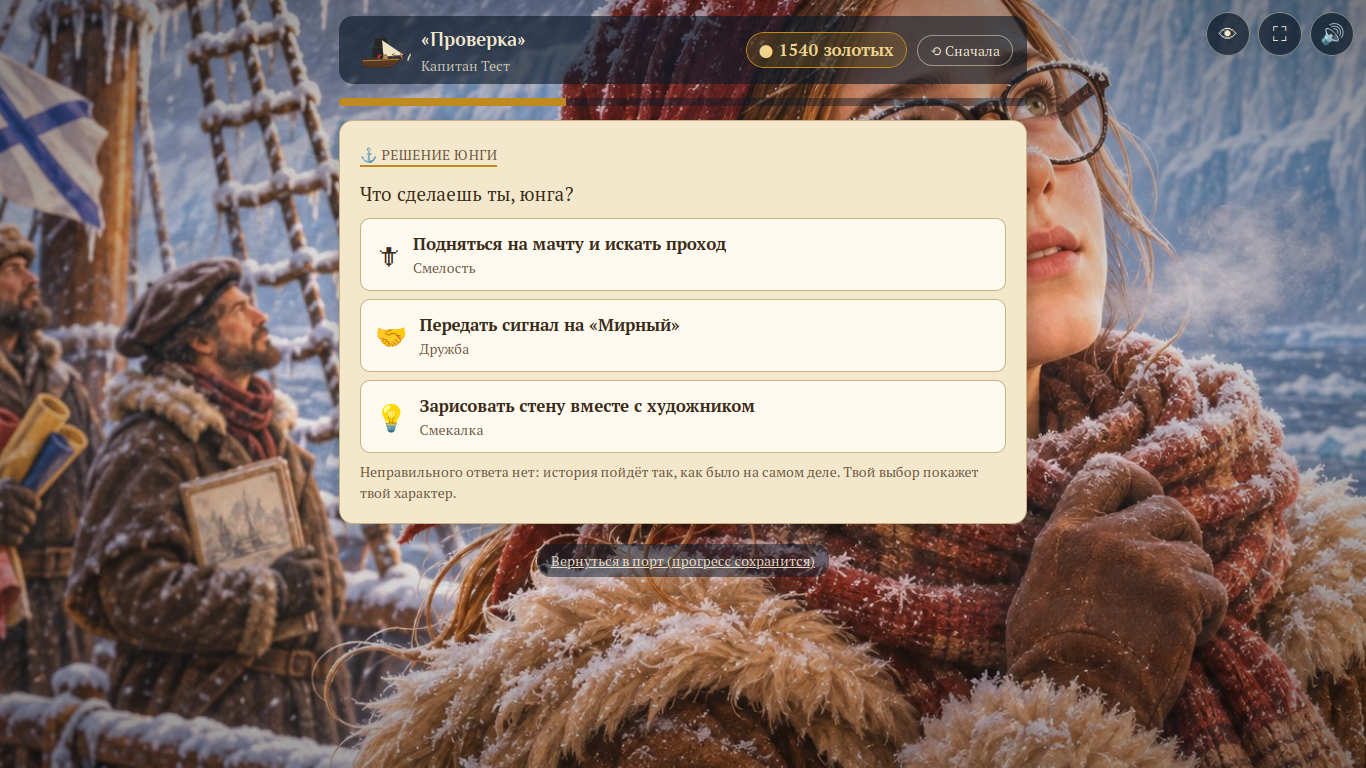 «Проверка»
Капитан Тест
1540 золотых
⟲ Сначала
⚓ РЕШЕНИЕ ЮНГИ
Что сделаешь ты, юнга?
Подняться на мачту и искать проход
Смелость
Передать сигнал на «Мирный»
Дружба
Зарисовать стену вместе с художником
Смекалка
Неправильного ответа нет: история пойдёт так, как было на самом деле. Твой выбор покажет
твой характер.
Вернуться в порт (прогресс сохранится)